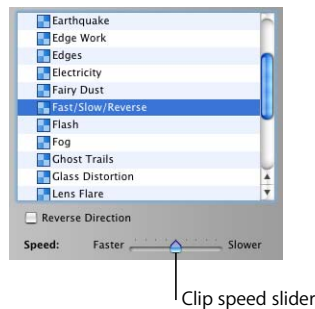 Earthquake
Edge Work
Edges
Electricity
Fairy Dust
Fast/Slow/Reverse
Flash
Fog
Ghost Trails
Glass Distortion
Lens Flare
Reverse Direction
Speed: Faster Slower
Clip speed slider